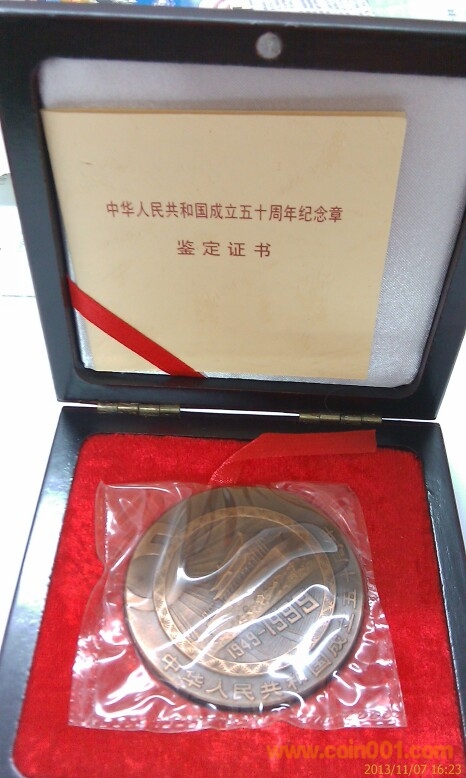 中华人民共和国成立五十周年纪念章
鉴定证书
1949-1999
中华人民共和国成立五
www.coin001.com
2013/11/07 16:23